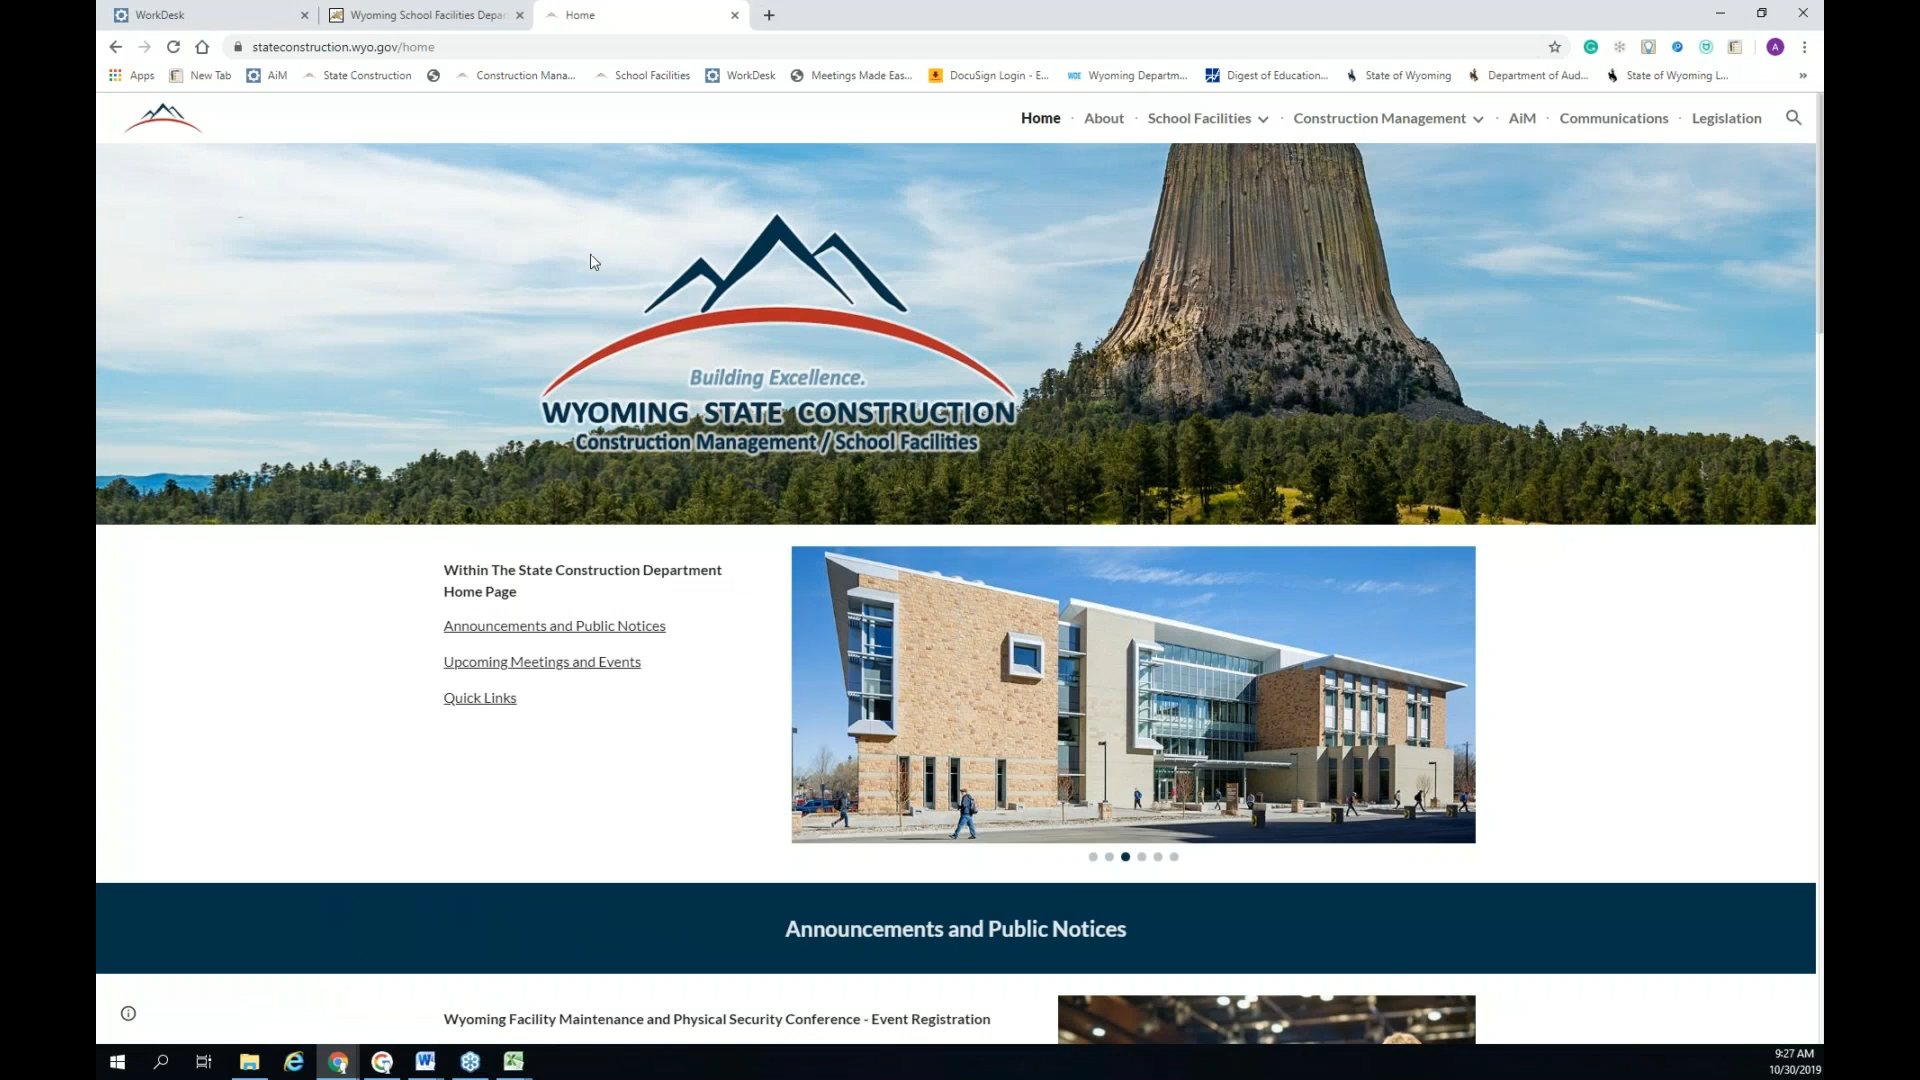 WorkDesk
Wyoming School Facilities Depar
Home
stateconstruction.wyo.gov/home
A
Apps
New Tab
AiM
State Construction
Construction Mana...
School Facilities
WorkDesk
Meetings Made Eas...
DocuSign Login - E...
WDE
Wyoming Departm...
Digest of Education...
State of Wyoming
Department of Aud...
State of Wyoming L...
»
Home · About · School Facilities · Construction Management · AiM · Communications · Legislation
Building Excellence.
WYOMING STATE CONSTRUCTION
Construction Management / School Facilities
Within The State Construction Department
Home Page
Announcements and Public Notices
Upcoming Meetings and Events
Quick Links
Announcements and Public Notices
Wyoming Facility Maintenance and Physical Security Conference - Event Registration
9:27 AM
10/30/2019